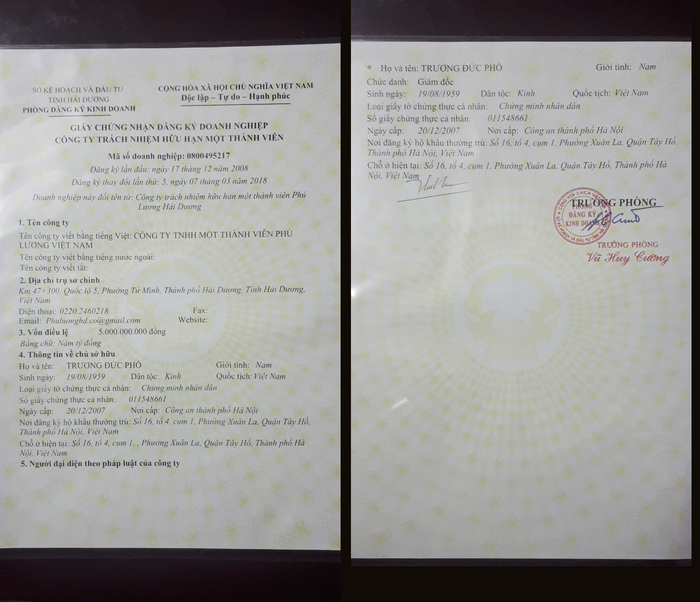 SỞ KẾ HOẠCH VÀ ĐẦU TƯ
TỈNH HẢI DƯƠNG
PHÒNG ĐĂNG KÝ KINH DOANH
CỘNG HÒA XÃ HỘI CHỦ NGHĨA VIỆT NAM
Độc lập - Tự do - Hạnh phúc
GIẤY CHỨNG NHẬN ĐĂNG KÝ DOANH NGHIỆP
CÔNG TY TRÁCH NHIỆM HỮU HẠN MỘT THÀNH VIÊN
Mã số doanh nghiệp: 0800495217
Đăng ký lần đầu: ngày 17 tháng 12 năm 2008
Đăng ký thay đổi lần thứ: 5, ngày 07 tháng 03 năm 2018
Doanh nghiệp này đổi tên từ: Công ty trách nhiệm hữu hạn một thành viên Phú
Lương Hải Dương
1. Tên công ty
Tên công ty viết bằng tiếng Việt: CÔNG TY TNHH MỘT THÀNH VIÊN PHÚ
LƯƠNG VIỆT NAM
Tên công ty viết bằng tiếng nước ngoài:
Tên công ty viết tắt:
2. Địa chỉ trụ sở chính
Km 47+300, Quốc lộ 5, Phường Tứ Minh, Thành phố Hải Dương, Tỉnh Hải Dương,
Việt Nam
Điện thoại: 0220.2460218 Fax:
Email: Phuluonghd.co@gmail.com Website:
3. Vốn điều lệ 5.000.000.000 đồng
Bằng chữ: Năm tỷ đồng
4. Thông tin về chủ sở hữu
Họ và tên: TRƯƠNG ĐỨC PHÔ Giới tính: Nam
Sinh ngày: 19/08/1959 Dân tộc: Kinh Quốc tịch: Việt Nam
Loại giấy tờ chứng thực cá nhân: Chứng minh nhân dân
Số giấy chứng thực cá nhân: 011548661
Ngày cấp: 20/12/2007 Nơi cấp: Công an thành phố Hà Nội
Nơi đăng ký hộ khẩu thường trú: Số 16, tổ 4, cụm 1, Phường Xuân La, Quận Tây Hồ,
Thành phố Hà Nội, Việt Nam
Chỗ ở hiện tại: Số 16, tổ 4, cụm 1, , Phường Xuân La, Quận Tây Hồ, Thành phố Hà
Nội, Việt Nam
5. Người đại diện theo pháp luật của công ty
* Họ và tên: TRƯƠNG ĐỨC PHÔ Giới tính: Nam
Chức danh: Giám đốc
Sinh ngày: 19/08/1959 Dân tộc: Kinh Quốc tịch: Việt Nam
Loại giấy tờ chứng thực cá nhân: Chứng minh nhân dân
Số giấy chứng thực cá nhân: 011548661
Ngày cấp: 20/12/2007 Nơi cấp: Công an thành phố Hà Nội
Nơi đăng ký hộ khẩu thường trú: Số 16, tổ 4, cụm 1, Phường Xuân La, Quận Tây Hồ,
Thành phố Hà Nội, Việt Nam
Chỗ ở hiện tại: Số 16, tổ 4, cụm 1, Phường Xuân La, Quận Tây Hồ, Thành phố Hà
Nội, Việt Nam
TRƯỞNG PHÒNG
PHÒNG
ĐĂNG KÝ
KINH DOANH
TRƯỞNG PHÒNG
Vũ Huy Cường